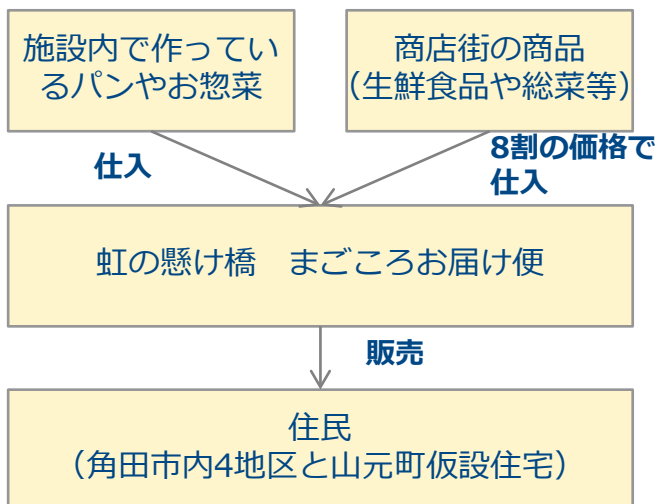 施設内で作ってい
るパンやお惣菜
商店街の商品
（生鮮食品や総菜等）
仕入
8割の価格で
仕入
虹の懸け橋　まごころお届け便
販売
住民
（角田市内4地区と山元町仮設住宅）